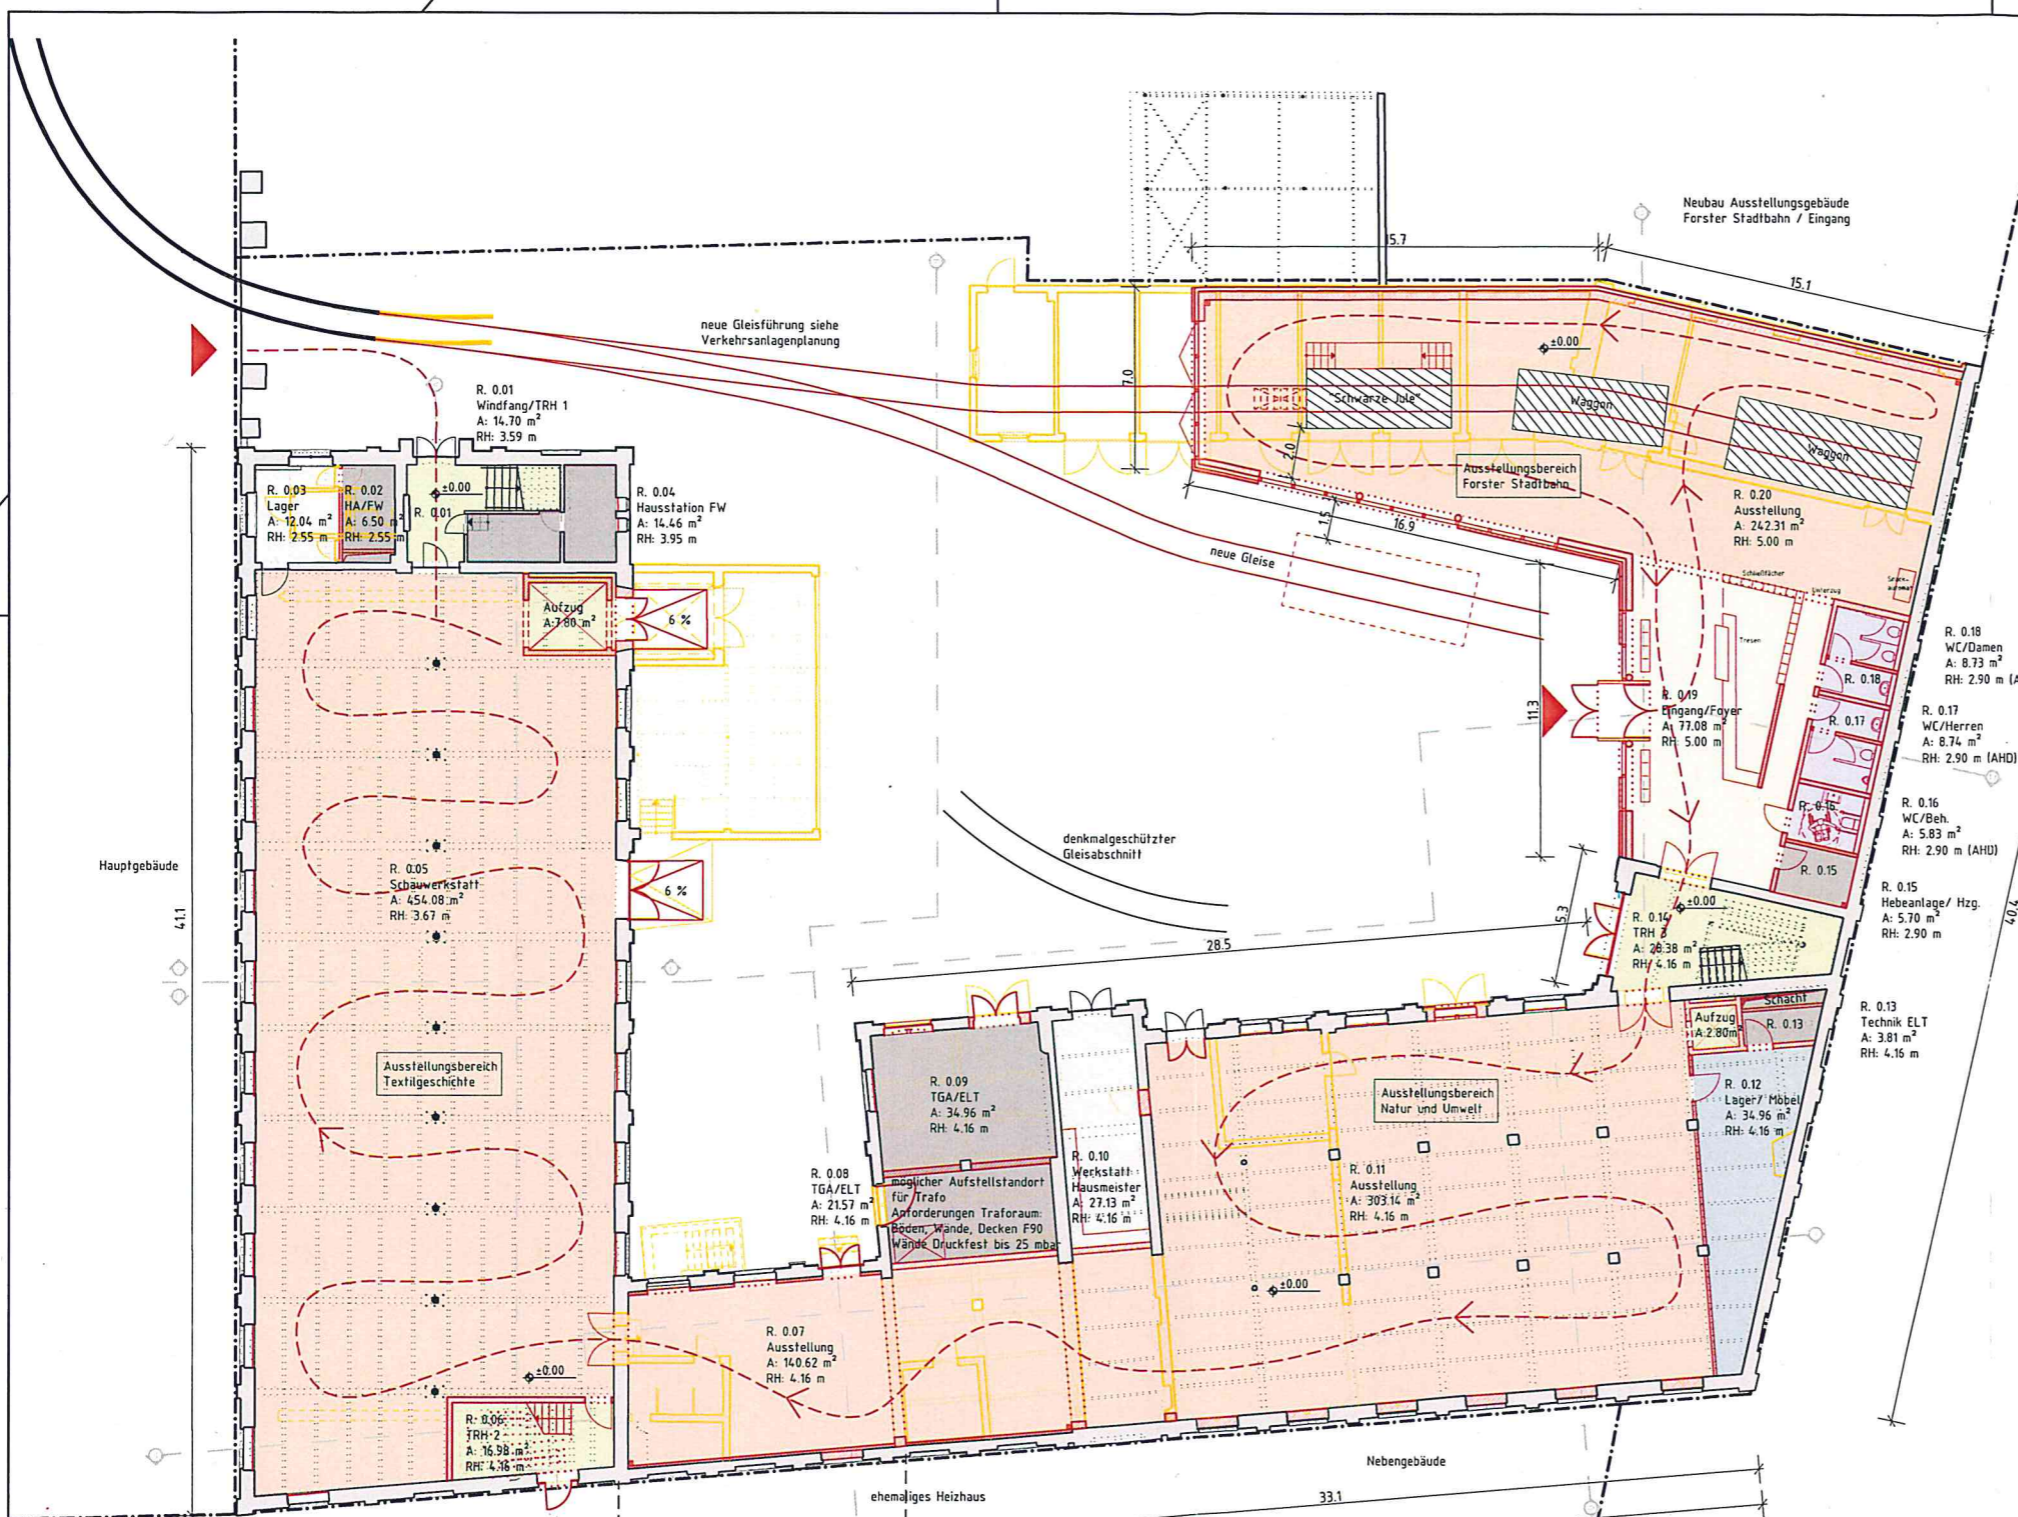 Neubau Ausstellungsgebäude
Forster Stadtbahn / Eingang
15.1
neue Gleisführung siehe
Verkehrsanlagenplanung
±0.00
7.0
"Schwarze Jule"
Waggon
Waggon
2.0
Ausstellungsbereich
Forster Stadtbahn
R. 0.20
Ausstellung
A: 242.31 m²
RH: 5.00 m
R. 0.01
Windfang/TRH 1
A: 14.70 m²
RH: 3.59 m
R. 0.03
Lager
A: 12.04 m²
RH: 2.55 m
R. 0.02
HA/FW
A: 6.50 m²
RH: 2.55 m
±0.00
R. 0.01
R. 0.04
Hausstation FW
A: 14.46 m²
RH: 3.95 m
1.5
16.9
neue Gleise
Schließfächer
Tresen
Aufzug
A:7.80 m²
6 %
R. 0.18
WC/Damen
A: 8.73 m²
RH: 2.90 m (A
R. 0.18
R. 0.19
Eingang/Foyer
A: 77.08 m²
RH: 5.00 m
11.3
R. 0.17
R. 0.17
WC/Herren
A: 8.74 m²
RH: 2.90 m (AHD)
R. 0.16
R. 0.16
WC/Beh.
A: 5.83 m²
RH: 2.90 m (AHD)
denkmalgeschützter
Gleisabschnitt
Hauptgebäude
41.1
R. 0.05
Schauwerkstatt
A: 454.08 m²
RH: 3.67 m
6 %
R. 0.15
R. 0.15
Hebeanlage/ Hzg.
A: 5.70 m²
RH: 2.90 m
40.4
5.3
±0.00
R. 0.14
TRH 3
A: 28.38 m²
RH: 4.16 m
28.5
Schacht
Aufzug
A:2.80m²
R. 0.13
R. 0.13
Technik ELT
A: 3.81 m²
RH: 4.16 m
Ausstellungsbereich
Textilgeschichte
R. 0.09
TGA/ELT
A: 34.96 m²
RH: 4.16 m
Ausstellungsbereich
Natur und Umwelt
R. 0.12
Lager/ Möbel
A: 34.96 m²
RH: 4.16 m
R. 0.08
TGA/ELT
A: 21.57 m²
RH: 4.16 m
möglicher Aufstellstandort
für Trafo
Anforderungen Traforaum:
Böden, Wände, Decken F90
Wände Druckfest bis 25 mbar
R. 0.10
Werkstatt
Hausmeister
A: 27.13 m²
RH: 4.16 m
R. 0.11
Ausstellung
A: 303.14 m²
RH: 4.16 m
±0.00
R. 0.07
Ausstellung
A: 140.62 m²
RH: 4.16 m
±0.00
R. 0.06
TRH 2
A: 16.98 m²
RH: 4.16 m
Nebengebäude
ehemaliges Heizhaus
33.1